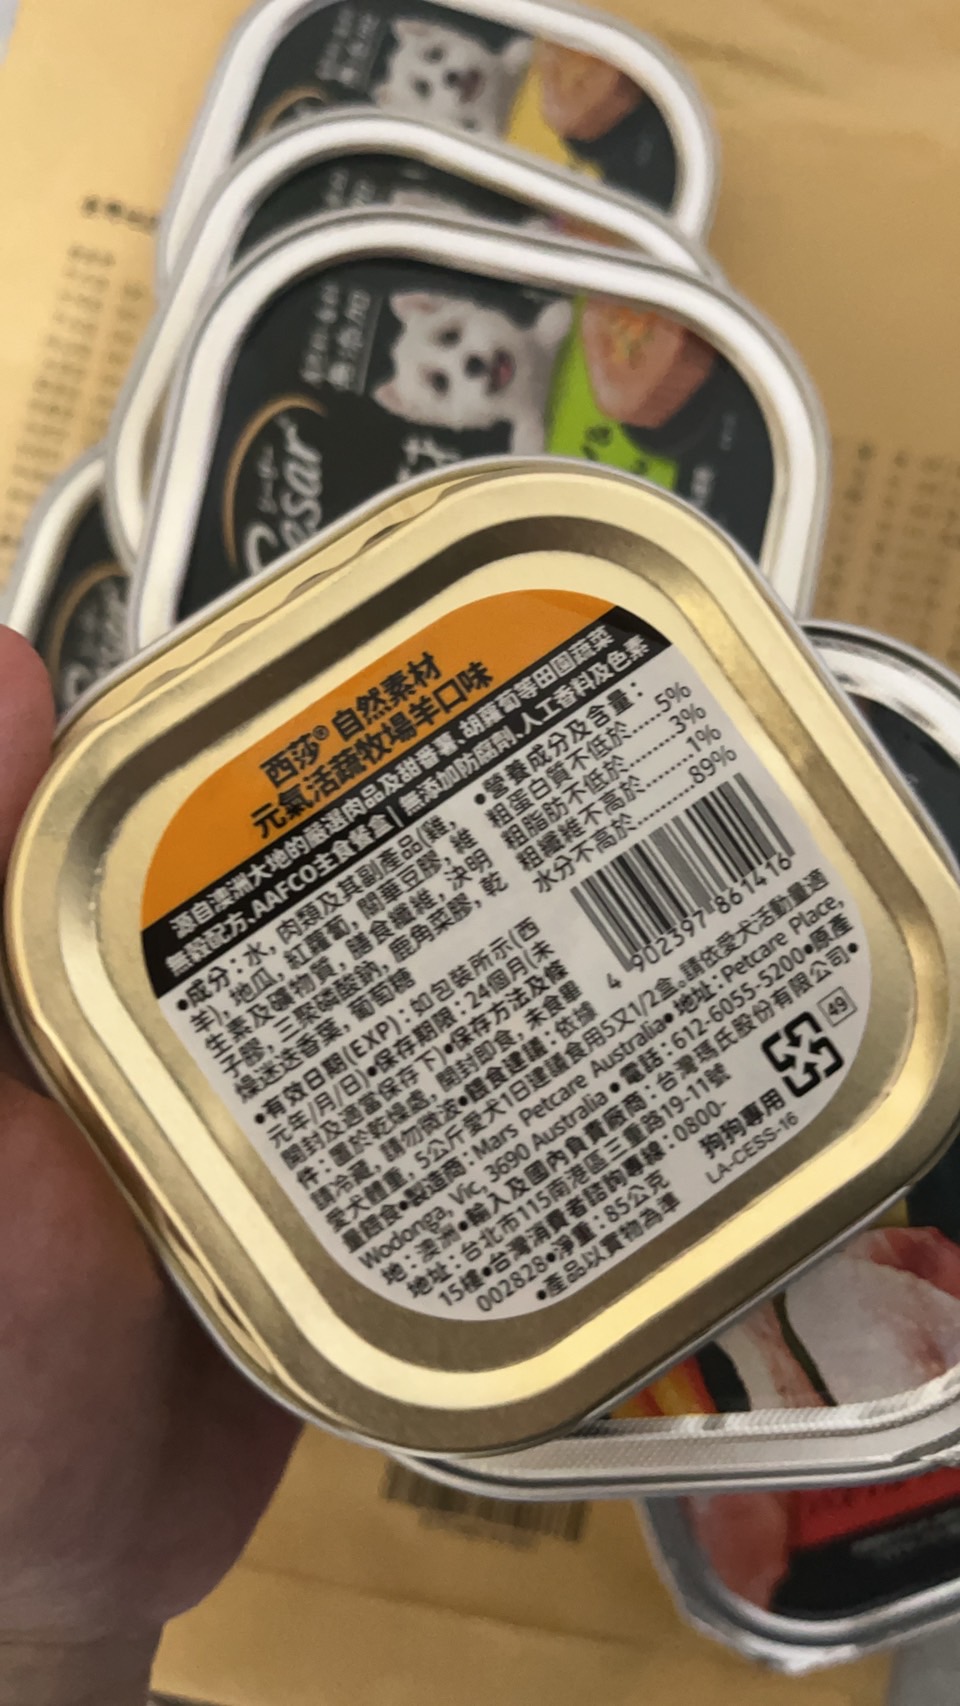 Cesar
西莎® 自然素材
元氣活蔬牧場羊口味
源自澳洲大地的嚴選肉品及甜番薯、胡蘿蔔等田園蔬菜
無穀配方、AAFCO主食餐盒 | 無添加防腐劑、人工香料及色素
•成分：水，肉類及其副產品(雞，
羊)，地瓜，紅蘿蔔，關華豆膠，維
生素及礦物質，膳食纖維，決明
子膠，三聚磷酸鈉，鹿角菜膠，乾
燥迷迭香葉，葡萄糖
•營養成分及含量：
粗蛋白質不低於......5%
粗脂肪不低於......3%
粗纖維不高於......1%
水分不高於......89%
4 902397 861416
•有效日期(EXP)：如包裝所示(西
元年/月/日)•保存期限：24個月(未
開封及適當保存下)•保存方法及條
件：置於乾燥處，開封即食，未食畢
請冷藏，請勿微波•餵食建議：依據
愛犬體重，5公斤愛犬1日建議食用5又1/2盒。請依愛犬活動量適
量餵食•製造商：Mars Petcare Australia•地址：Petcare Place,
Wodonga, Vic, 3690 Australia•電話：612-6055-5200•原產
地：澳洲•輸入及國內負責廠商：台灣瑪氏股份有限公司•
地址：台北市115南港區三重路19-11號
15樓•台灣消費者諮詢專線：0800-
002828•淨重：85公克
•產品以實物為準
49
狗狗專用
LA-CESS-16